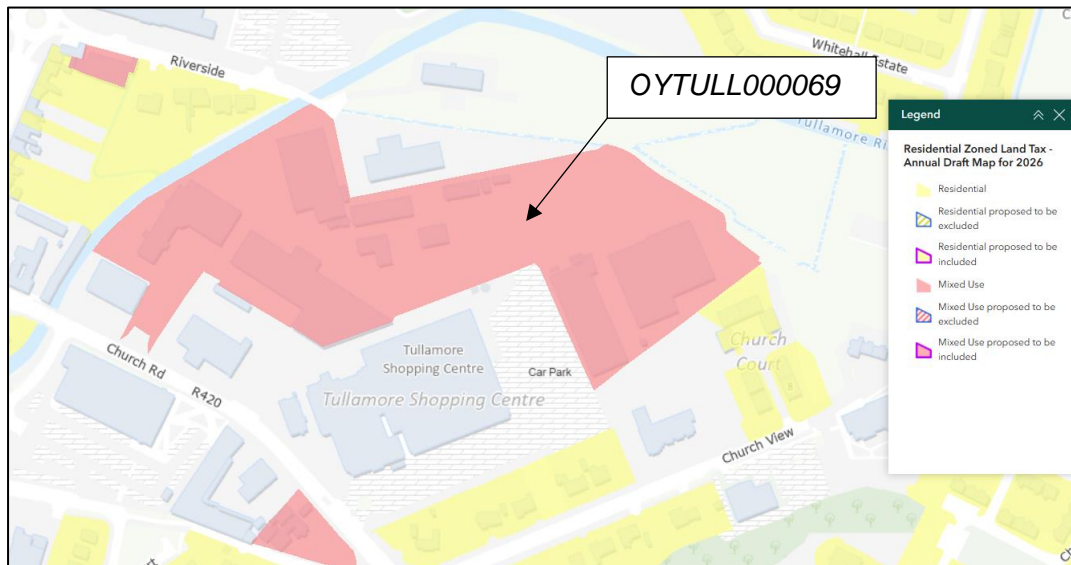 Riverside
Whitehall Estate
OYTULL000069
Tullamore Ri
Legend
Residential Zoned Land Tax -
Annual Draft Map for 2026
Residential
Residential proposed to be
excluded
Residential proposed to be
included
Mixed Use
Mixed Use proposed to be
excluded
Mixed Use proposed to be
included
Church Rd
R420
Tullamore
Shopping Centre
Tullamore Shopping Centre
Car Park
Church
Court
8
Church View